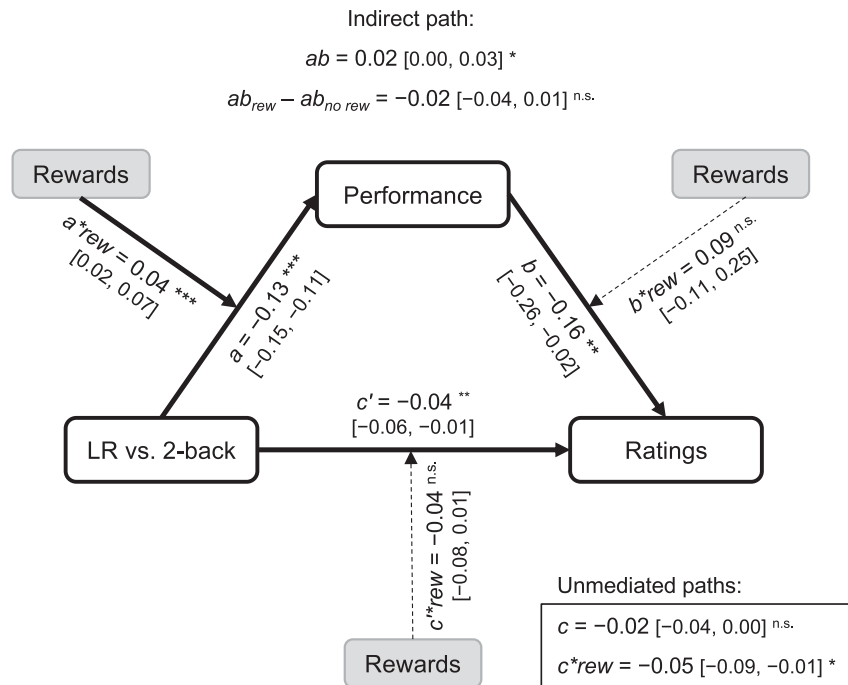 Indirect path:
ab = 0.02 [0.00, 0.03] *
ab_rew − ab_no rew = −0.02 [−0.04, 0.01] n.s.
Rewards
Performance
Rewards
a*rew = 0.04 ***
[0.02, 0.07]
a = −0.13 ***
[−0.15, −0.11]
b = −0.16 **
[−0.26, −0.02]
b*rew = 0.09 n.s.
[−0.11, 0.25]
LR vs. 2-back
c' = −0.04 **
[−0.06, −0.01]
Ratings
c'*rew = −0.04 n.s.
[−0.08, 0.01]
Rewards
Unmediated paths:
c = −0.02 [−0.04, 0.00] n.s.
c*rew = −0.05 [−0.09, −0.01] *